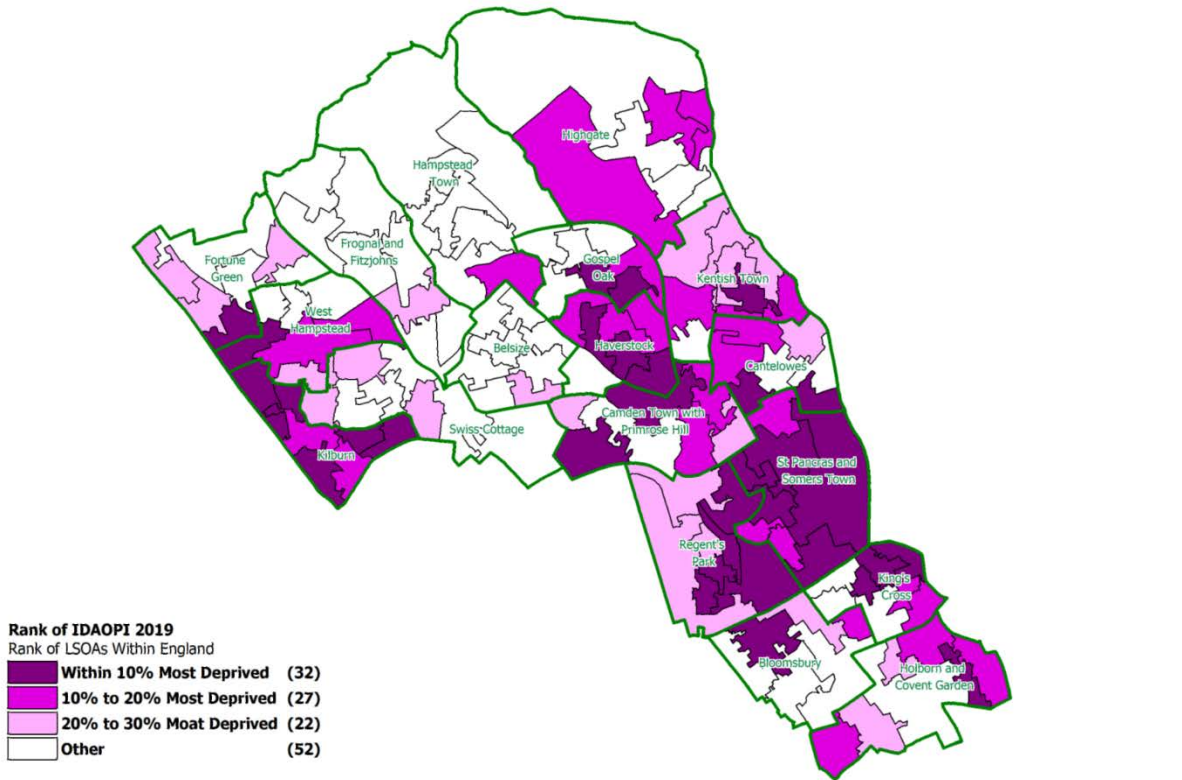 Highgate
Hampstead
Town
Frognal and
Fitzjohns
Fortune
Green
Gospel
Oak
Kentish Town
West
Hampstead
Belsize
Haverstock
Cantelowes
Camden Town with
Primrose Hill
Swiss Cottage
Kilburn
St Pancras and
Somers Town
Regent's
Park
King's
Cross
Bloomsbury
Holborn and
Covent Garden
Rank of IDAOPI 2019
Rank of LSOAs Within England
Within 10% Most Deprived (32)
10% to 20% Most Deprived (27)
20% to 30% Moat Deprived (22)
Other (52)